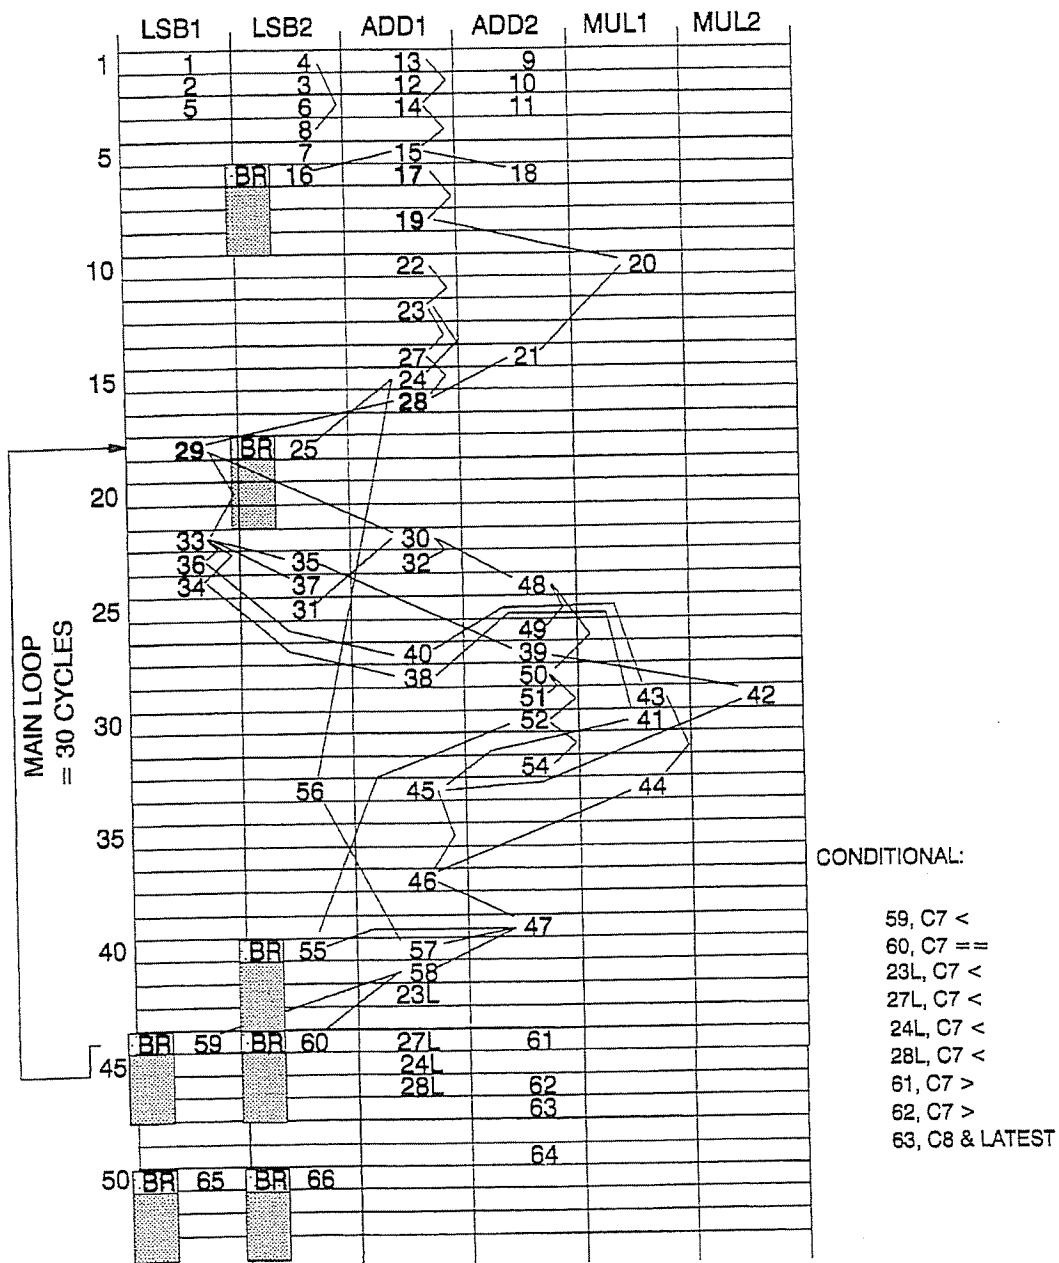 LSB1 LSB2 ADD1 ADD2 MUL1 MUL2
1 1 4 13 9
2 3 12 10
5 6 14 11
8
5 7 15
BR 16 17 18
19
10 22 20
23
27 21
15 24
28
29 BR 25
20
33 30
36 35 32
34 37 48
25 31
49
40 39
38 50
51 43 42
30 52 41
54
56 45 44
35
46
47
40 BR 55 57
58
23L
BR 59 BR 60 27L 61
45 24L
28L 62
63
64
50 BR 65 BR 66
MAIN LOOP
= 30 CYCLES
CONDITIONAL:
59, C7 <
60, C7 ==
23L, C7 <
27L, C7 <
24L, C7 <
28L, C7 <
61, C7 >
62, C7 >
63, C8 & LATEST